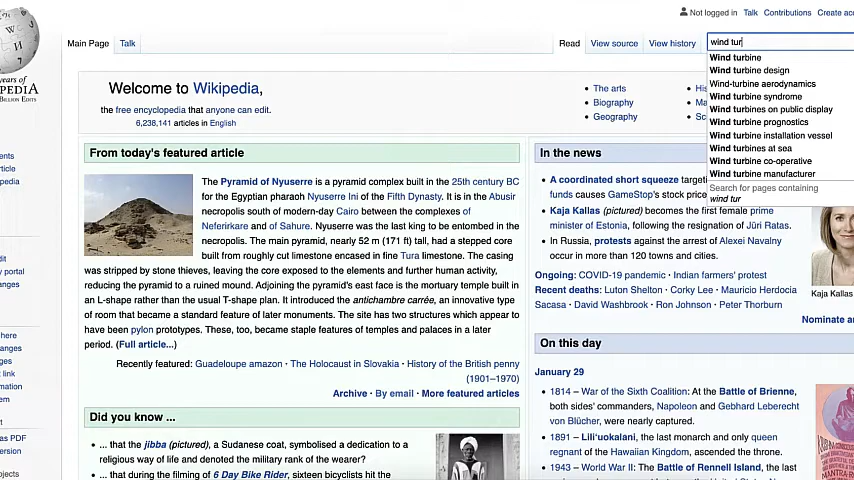 Not logged in Talk Contributions Create
Main Page Talk Read View source View history
wind tur
Wind turbine
Wind turbine design
Wind-turbine aerodynamics
Wind turbine syndrome
Wind turbines on public display
Wind turbine prognostics
Wind turbine installation vessel
Wind turbines at sea
Wind turbine co-operative
Wind turbine manufacturer
Search for pages containing
wind tur
Welcome to Wikipedia,
the free encyclopedia that anyone can edit.
6,238,141 articles in English
• The arts
• Biography
• Geography
From today's featured article
The Pyramid of Nyuserre is a pyramid complex built in the 25th century BC
for the Egyptian pharaoh Nyuserre Ini of the Fifth Dynasty. It is in the Abusir
necropolis south of modern-day Cairo between the complexes of
Neferirkare and of Sahure. Nyuserre was the last king to be entombed in the
necropolis. The main pyramid, nearly 52 m (171 ft) tall, had a stepped core
built from roughly cut limestone encased in fine Tura limestone. The casing
was stripped by stone thieves, leaving the core exposed to the elements and further human activity,
reducing the pyramid to a ruined mound. Adjoining the pyramid's east face is the mortuary temple built in
an L-shape rather than the usual T-shape plan. It introduced the antichambre carrée, an innovative type
of room that became a standard feature of later monuments. The site has two structures which appear to
have been pylon prototypes. These, too, became staple features of temples and palaces in a later
period. (Full article...)
Recently featured: Guadeloupe amazon · The Holocaust in Slovakia · History of the British penny
(1901–1970)
Archive · By email · More featured articles
Did you know ...
• ... that the jibba (pictured), a Sudanese coat, symbolised a dedication to a
religious way of life and denoted the military rank of the wearer?
• ... that during the filming of 6 Day Bike Rider, sixteen bicyclists hit the
In the news
• A coordinated short squeeze
funds causes GameStop's stock
• Kaja Kallas (pictured) becomes the first female prime
minister of Estonia, following the resignation of Jüri Ratas.
• In Russia, protests against the arrest of Alexei Navalny
occur in more than 120 towns and cities.
Kaja Kallas
Ongoing: COVID-19 pandemic · Indian farmers' protest
Recent deaths: Luton Shelton · Corky Lee · Mauricio Herdocia
Sacasa · David Washbrook · Ron Johnson · Peter Thorburn
Nominate
On this day
January 29
• 1814 – War of the Sixth Coalition: At the Battle of Brienne,
both sides' commanders, Napoleon and Gebhard Leberecht
von Blücher, were nearly captured.
• 1891 – Liliʻuokalani, the last monarch and only queen
regnant of the Hawaiian Kingdom, ascended the throne.
• 1943 – World War II: The Battle of Rennell Island, the last